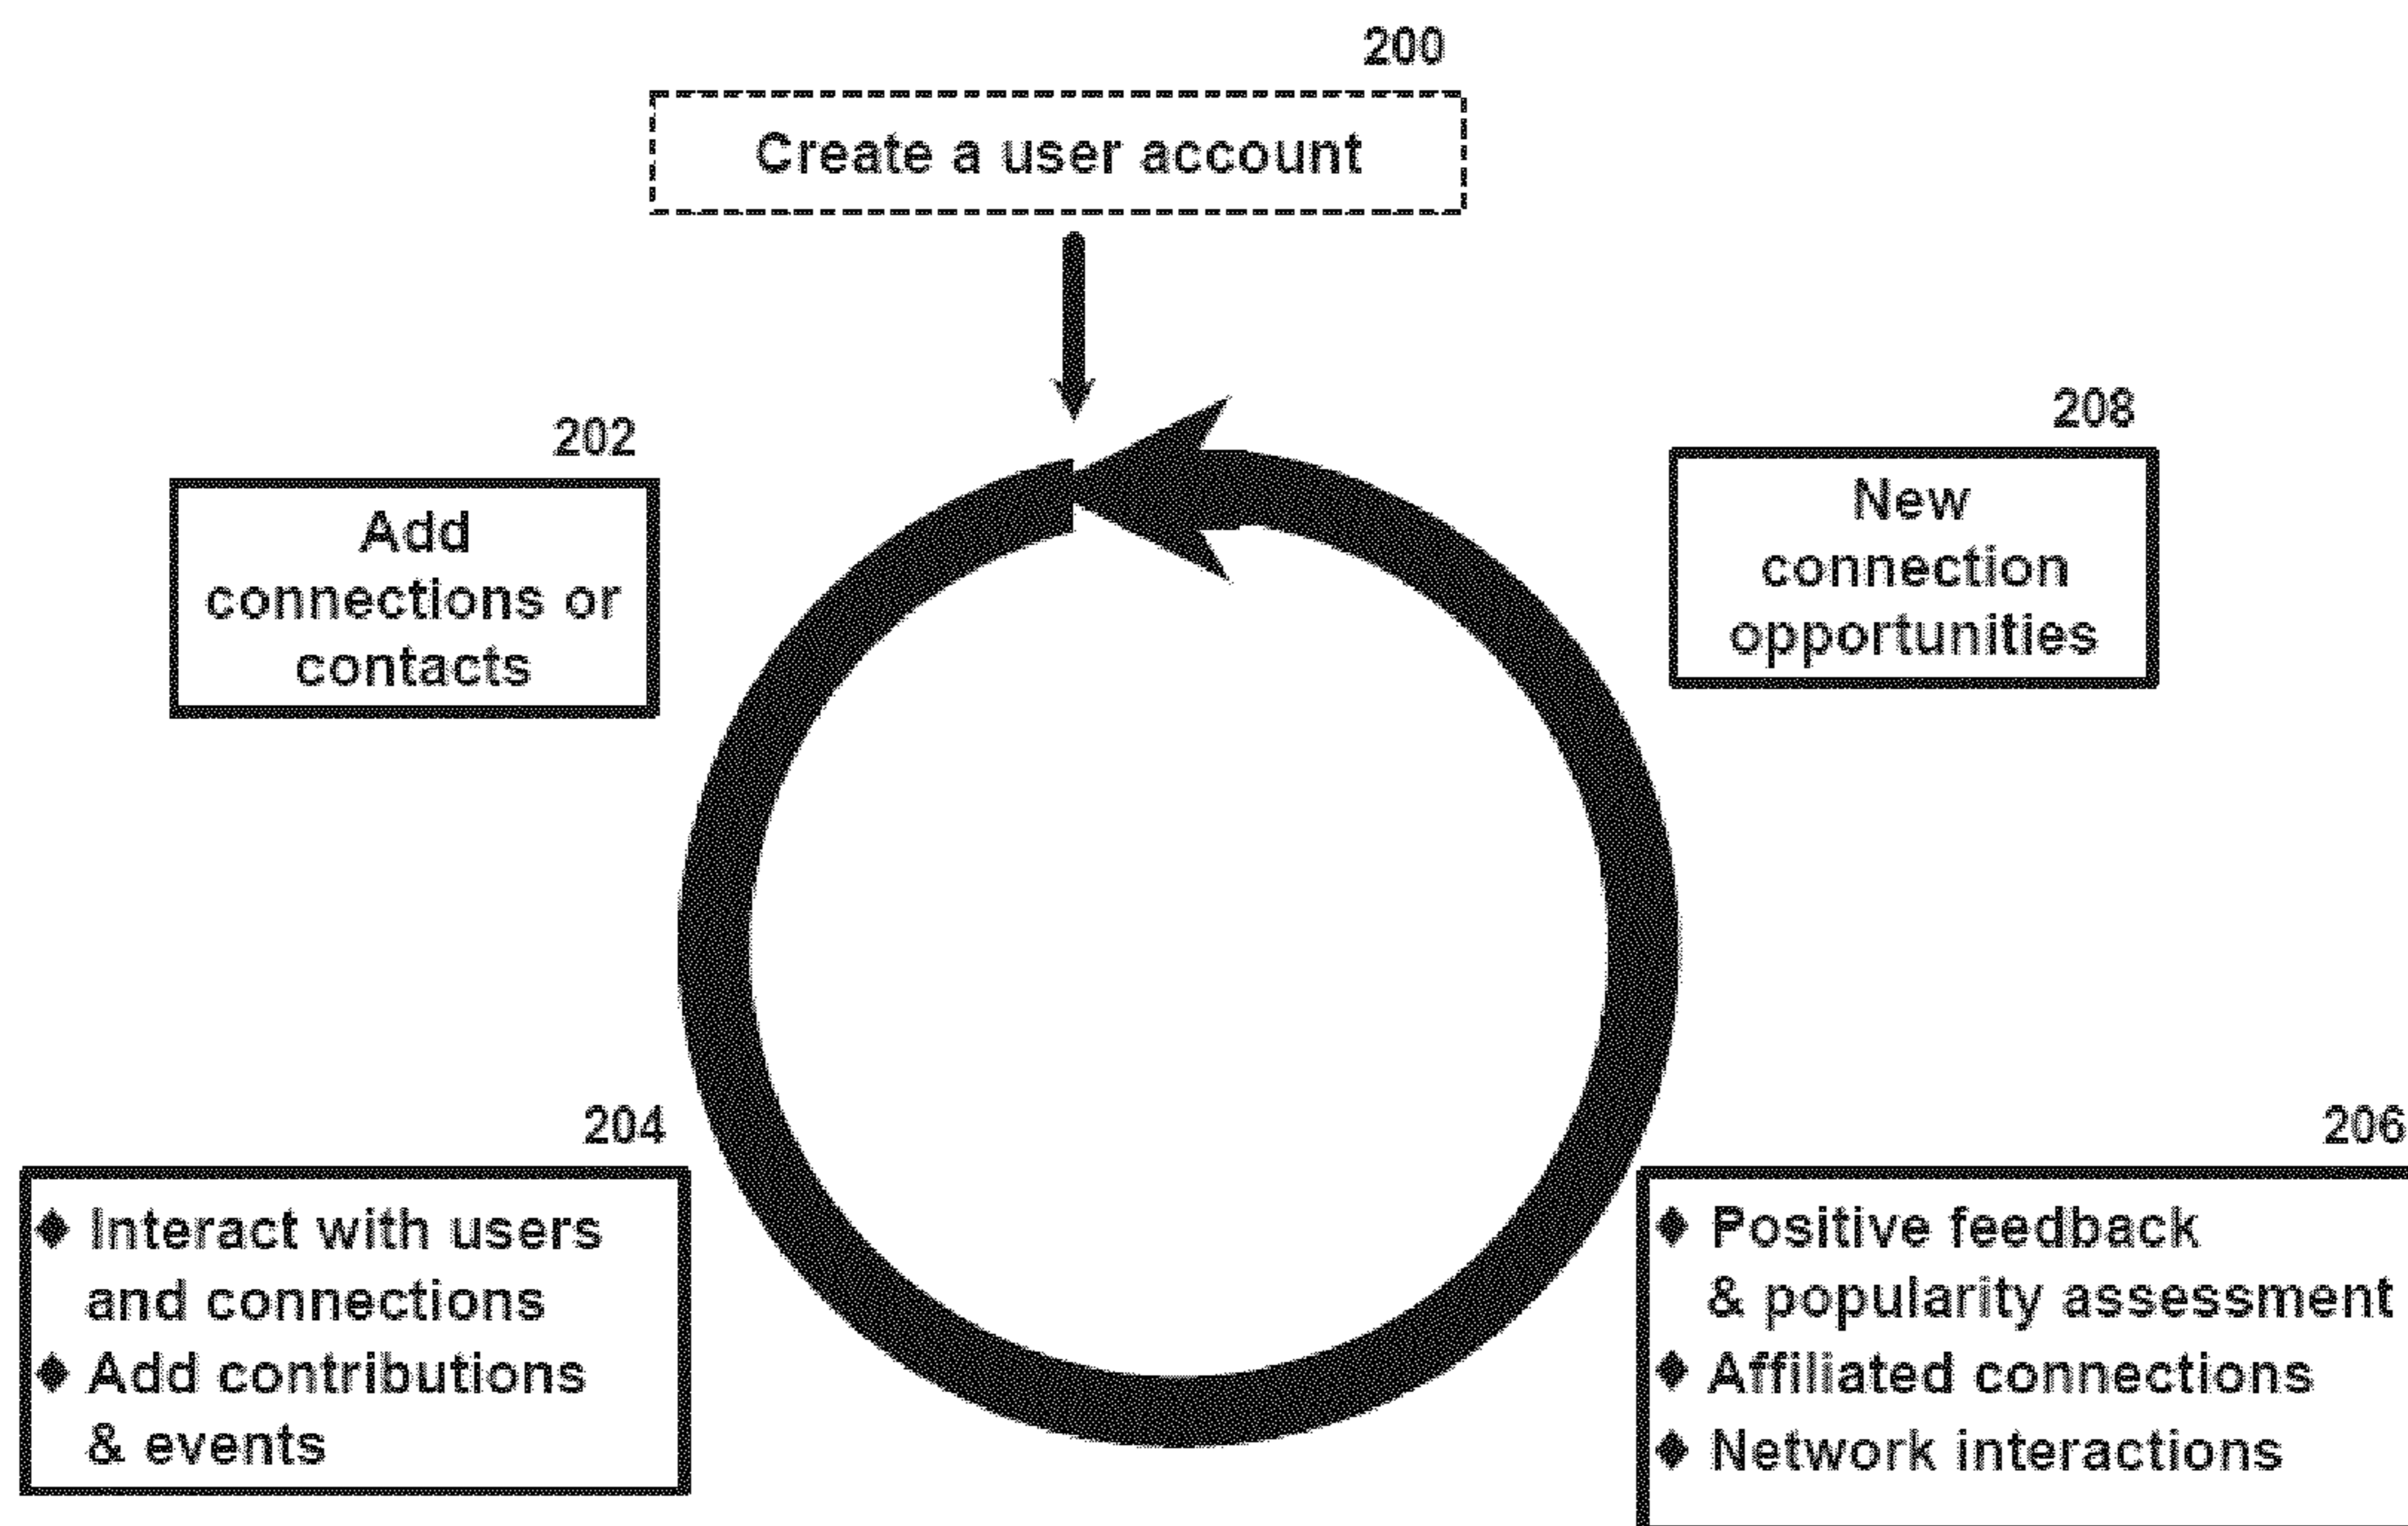 200
Create a user account
202
Add
connections or
contacts
208
New
connection
opportunities
204
♦ Interact with users
and connections
♦ Add contributions
& events
206
♦ Positive feedback
& popularity assessment
♦ Affiliated connections
♦ Network interactions